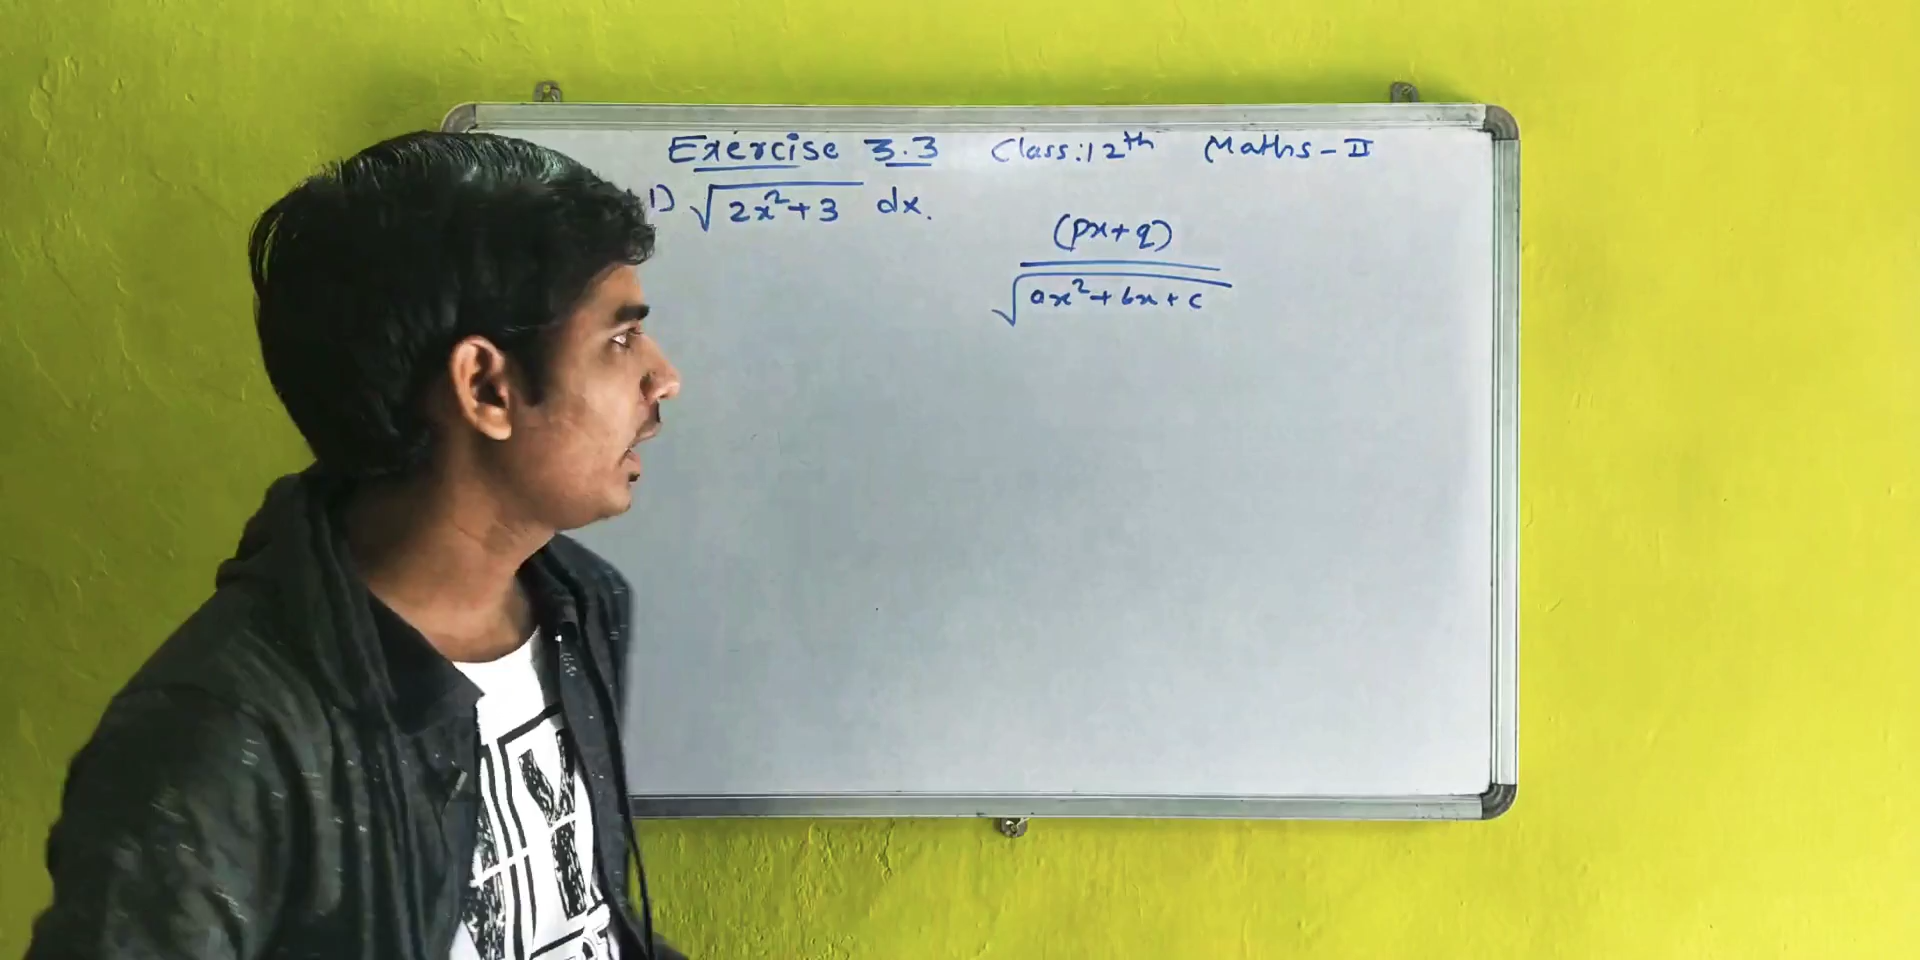 Exercise 3.3 Class:12th Maths-II
1) √2x²+3 dx.
(px+q)
√ax²+bx+c